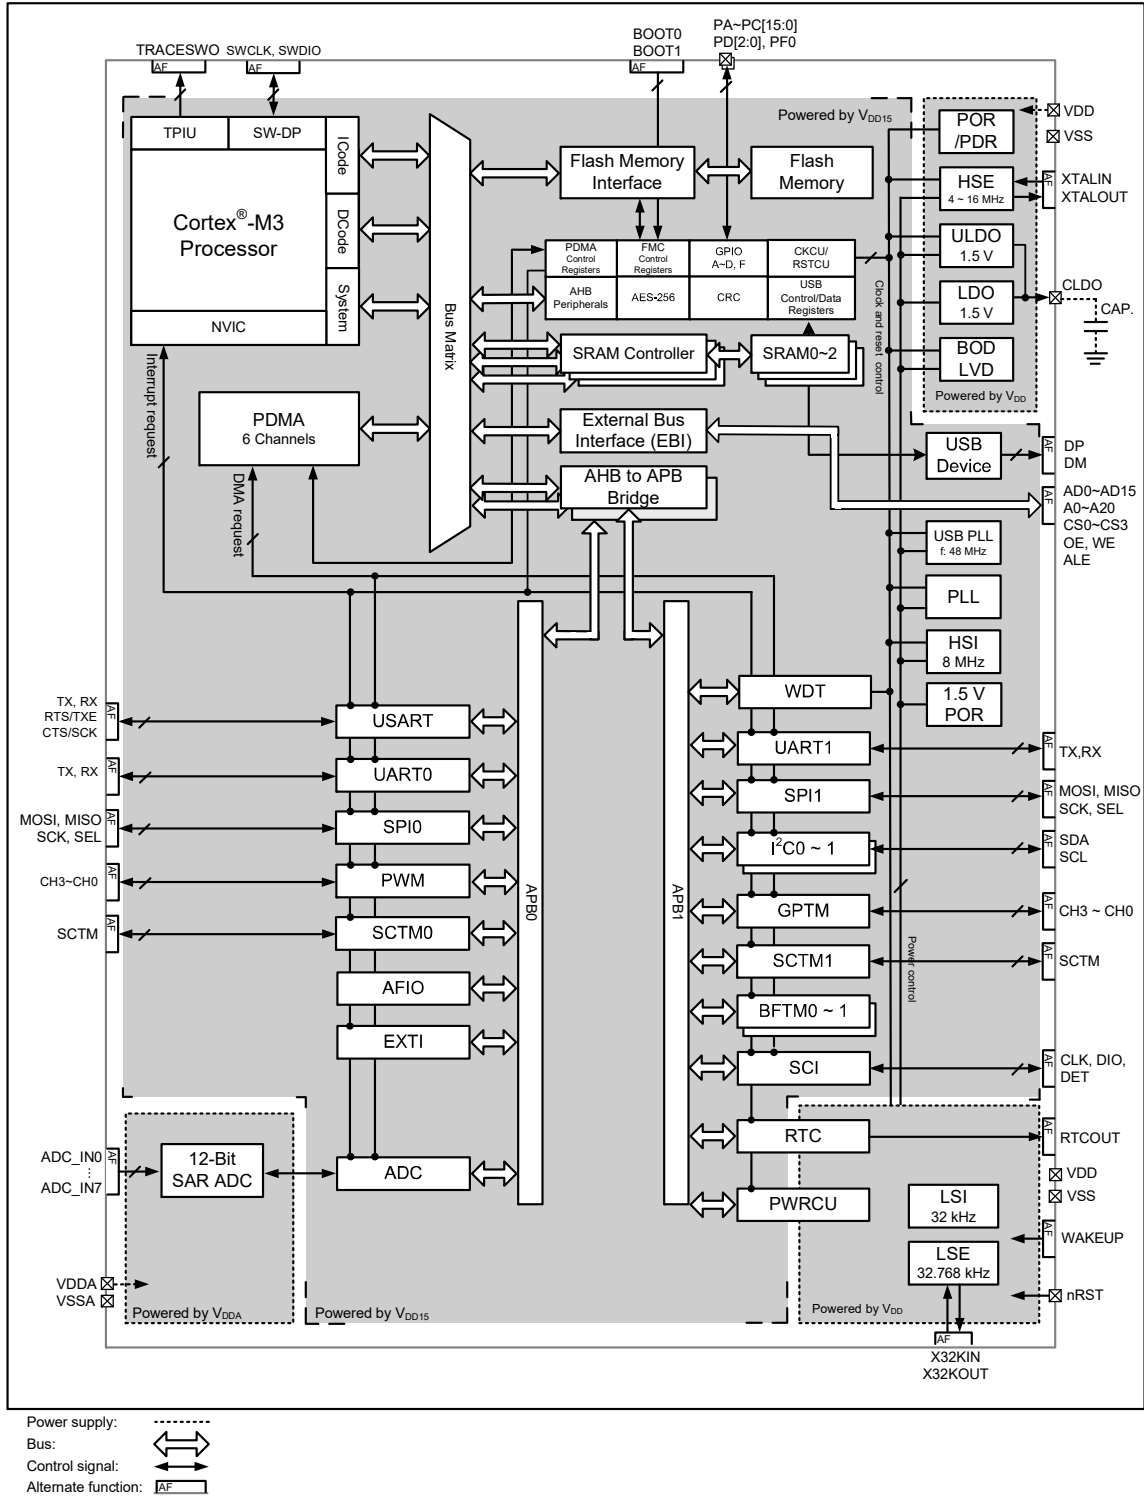 TRACESWO
SWCLK, SWDIO
BOOT0
BOOT1
PA~PC[15:0]
PD[2:0], PF0
AF
AF
AF
Powered by VDD15
TPIU
SW-DP
ICode
DCode
System
Cortex®-M3
Processor
NVIC
Interrupt request
PDMA
6 Channels
DMA request
Bus Matrix
Flash Memory
Interface
Flash
Memory
PDMA
Control
Registers
FMC
Control
Registers
GPIO
A~D, F
CKCU/
RSTCU
AHB
Peripherals
AES-256
CRC
USB
Control/Data
Registers
SRAM Controller
SRAM0~2
External Bus
Interface (EBI)
AHB to APB
Bridge
Clock and reset control
POR
/PDR
HSE
4 ~ 16 MHz
ULDO
1.5 V
LDO
1.5 V
BOD
LVD
Powered by VDD
VDD
VSS
AF
XTALIN
XTALOUT
CLDO
CAP.
USB
Device
AF
DP
DM
AF
AD0~AD15
A0~A20
CS0~CS3
OE, WE
ALE
USB PLL
f: 48 MHz
PLL
HSI
8 MHz
1.5 V
POR
TX, RX
RTS/TXE
CTS/SCK
AF
USART
TX, RX
AF
UART0
MOSI, MISO
SCK, SEL
AF
SPI0
CH3~CH0
AF
PWM
SCTM
AF
SCTM0
AFIO
EXTI
APB0
APB1
WDT
UART1
AF
TX,RX
SPI1
AF
MOSI, MISO
SCK, SEL
I2C0 ~ 1
AF
SDA
SCL
GPTM
AF
CH3 ~ CH0
Power control
SCTM1
AF
SCTM
BFTM0 ~ 1
SCI
AF
CLK, DIO,
DET
ADC_IN0
⋮
ADC_IN7
AF
12-Bit
SAR ADC
ADC
RTC
AF
RTCOUT
VDD
VSS
PWRCU
LSI
32 kHz
AF
WAKEUP
LSE
32.768 kHz
VDDA
VSSA
Powered by VDDA
Powered by VDD15
Powered by VDD
nRST
AF
X32KIN
X32KOUT
Power supply:
Bus:
Control signal:
Alternate function: AF